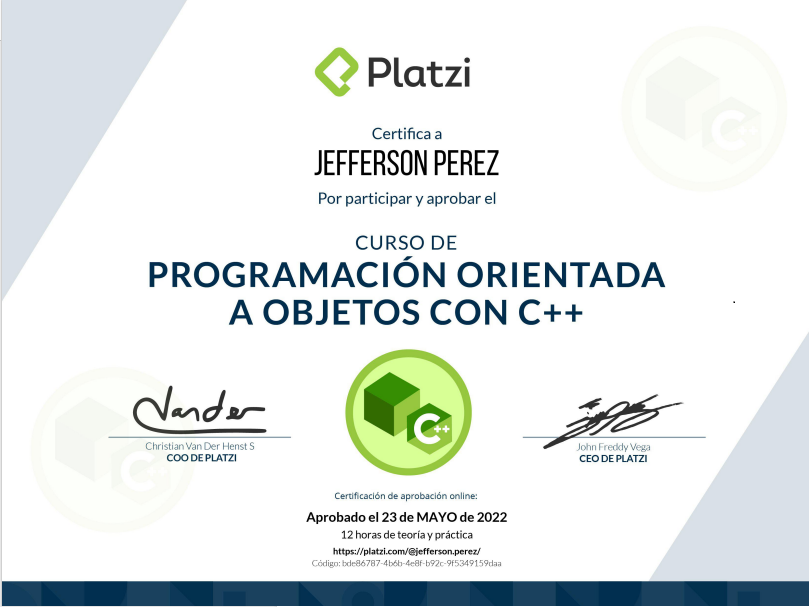 Platzi
Certifica a
JEFFERSON PEREZ
Por participar y aprobar el
CURSO DE
PROGRAMACIÓN ORIENTADA
A OBJETOS CON C++
C++
C++
Vander
Christian Van Der Henst S
COO DE PLATZI
C++
John Freddy Vega
CEO DE PLATZI
Certificación de aprobación online:
Aprobado el 23 de MAYO de 2022
12 horas de teoría y práctica
https://platzi.com/@jefferson.perez/
Código: bde86787-4b6b-4e8f-b92c-9f5349159daa